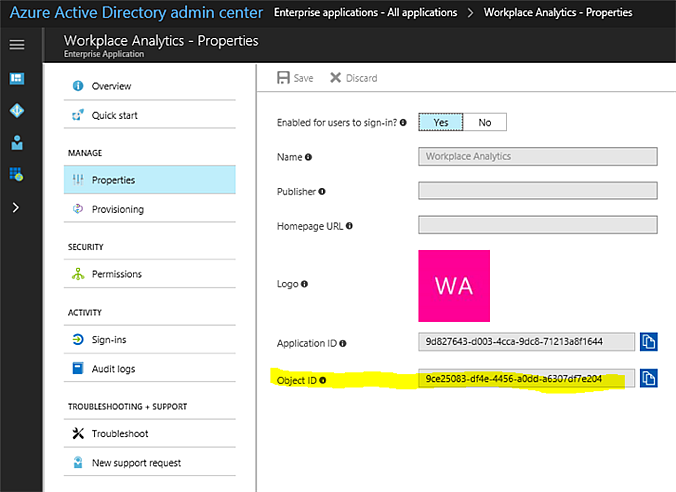 Azure Active Directory admin center Enterprise applications - All applications > Workplace Analytics - Properties
Workplace Analytics - Properties
Enterprise Application
Overview
Quick start
MANAGE
Properties
Provisioning
SECURITY
Permissions
ACTIVITY
Sign-ins
Audit logs
TROUBLESHOOTING + SUPPORT
Troubleshoot
New support request
Save Discard
Enabled for users to sign-in? Yes No
Name Workplace Analytics
Publisher
Homepage URL
Logo WA
Application ID 9d827643-d003-4cca-9dc8-71213a8f1644
Object ID 9ce25083-df4e-4456-a0dd-a6307df7e204